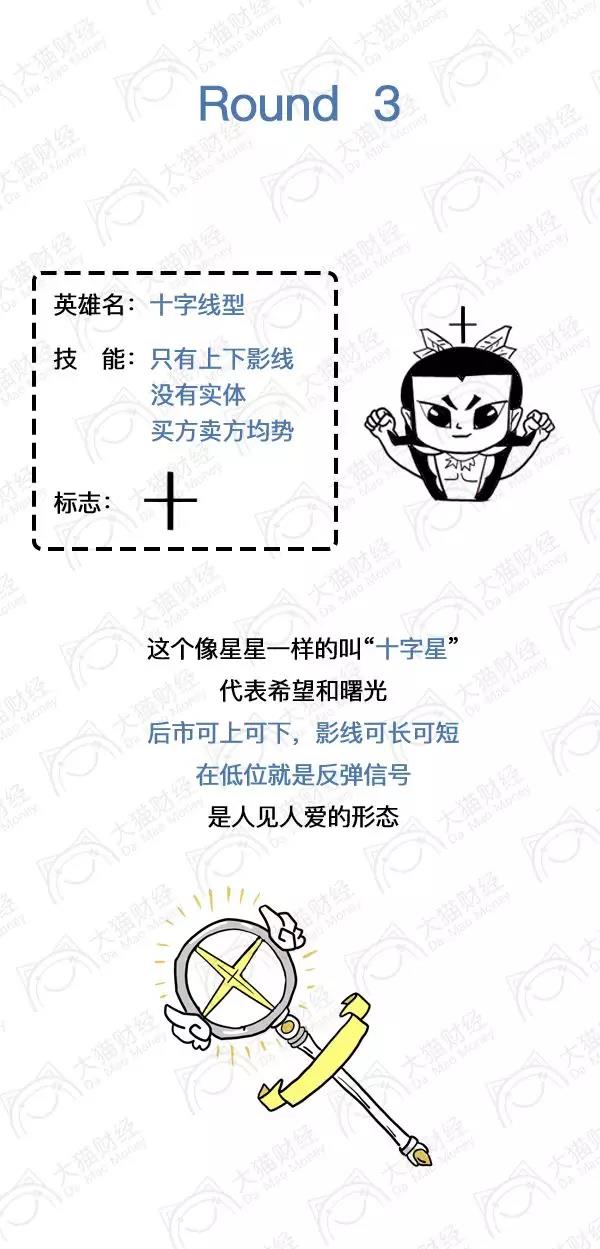 Round 3
英雄名：十字线型
技 能：只有上下影线
没有实体
买方卖方均势
标志：
这个像星星一样的叫“十字星”
代表希望和曙光
后市可上可下，影线可长可短
在低位就是反弹信号
是人见人爱的形态
大猫财经
Da Mao Money